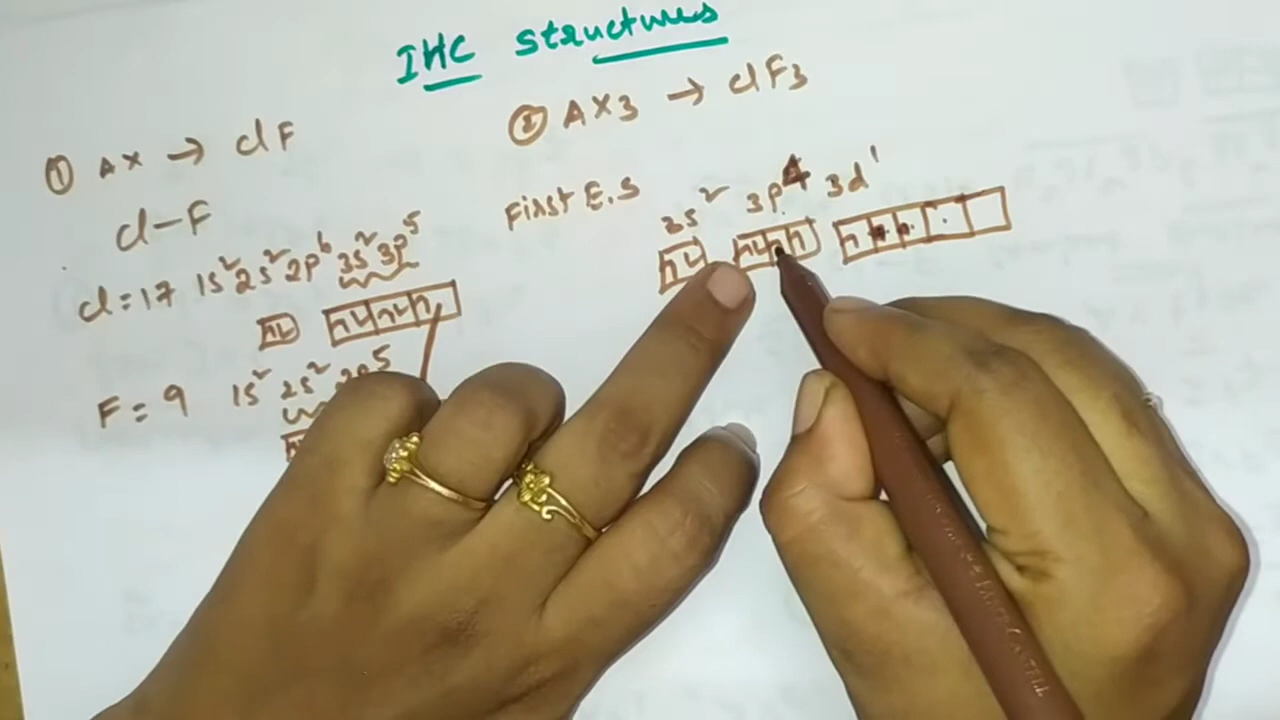 IHC structures
① AX → ClF
Cl-F
Cl = 17 1s² 2s² 2p⁶ 3s² 3p⁵
F = 9 1s² 2s² 2p⁵
② AX3 → ClF3
First E.S 3s² 3p⁴ 3d¹